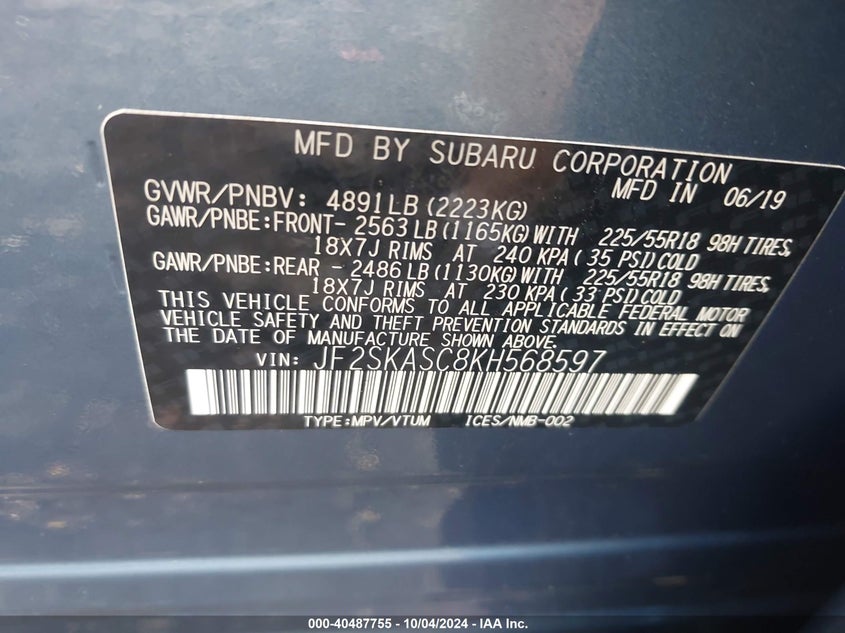 MFD BY SUBARU CORPORATION
MFD IN 06/19
GVWR/PNBV: 4891LB(2223KG)
GAWR/PNBE:FRONT- 2563LB(1165KG)WITH 225/55R18 98H TIRES,
18X7J RIMS AT 240 KPA( 35 PSI)COLD
GAWR/PNBE:REAR - 2486LB(1130KG)WITH 225/55R18 98H TIRES,
18X7J RIMS AT 230 KPA( 33 PSI)COLD
THIS VEHICLE CONFORMS TO ALL APPLICABLE FEDERAL MOTOR
VEHICLE SAFETY AND THEFT PREVENTION STANDARDS IN EFFECT ON
THE DATE OF MANUFACTURE SHOWN ABOVE.
VIN: JF2SKASC8KH568597
TYPE:MPV/VTUM ICES/NMB-002
000-40487755 - 10/04/2024 - IAA Inc.